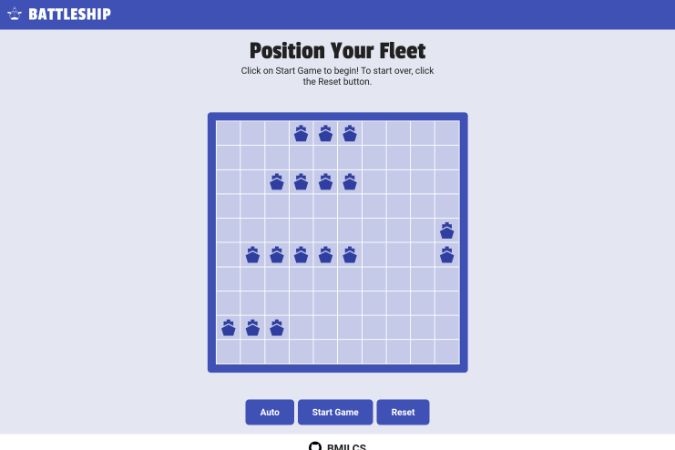 BATTLESHIP
Position Your Fleet
Click on Start Game to begin! To start over, click
the Reset button.
Auto
Start Game
Reset
BMILCS